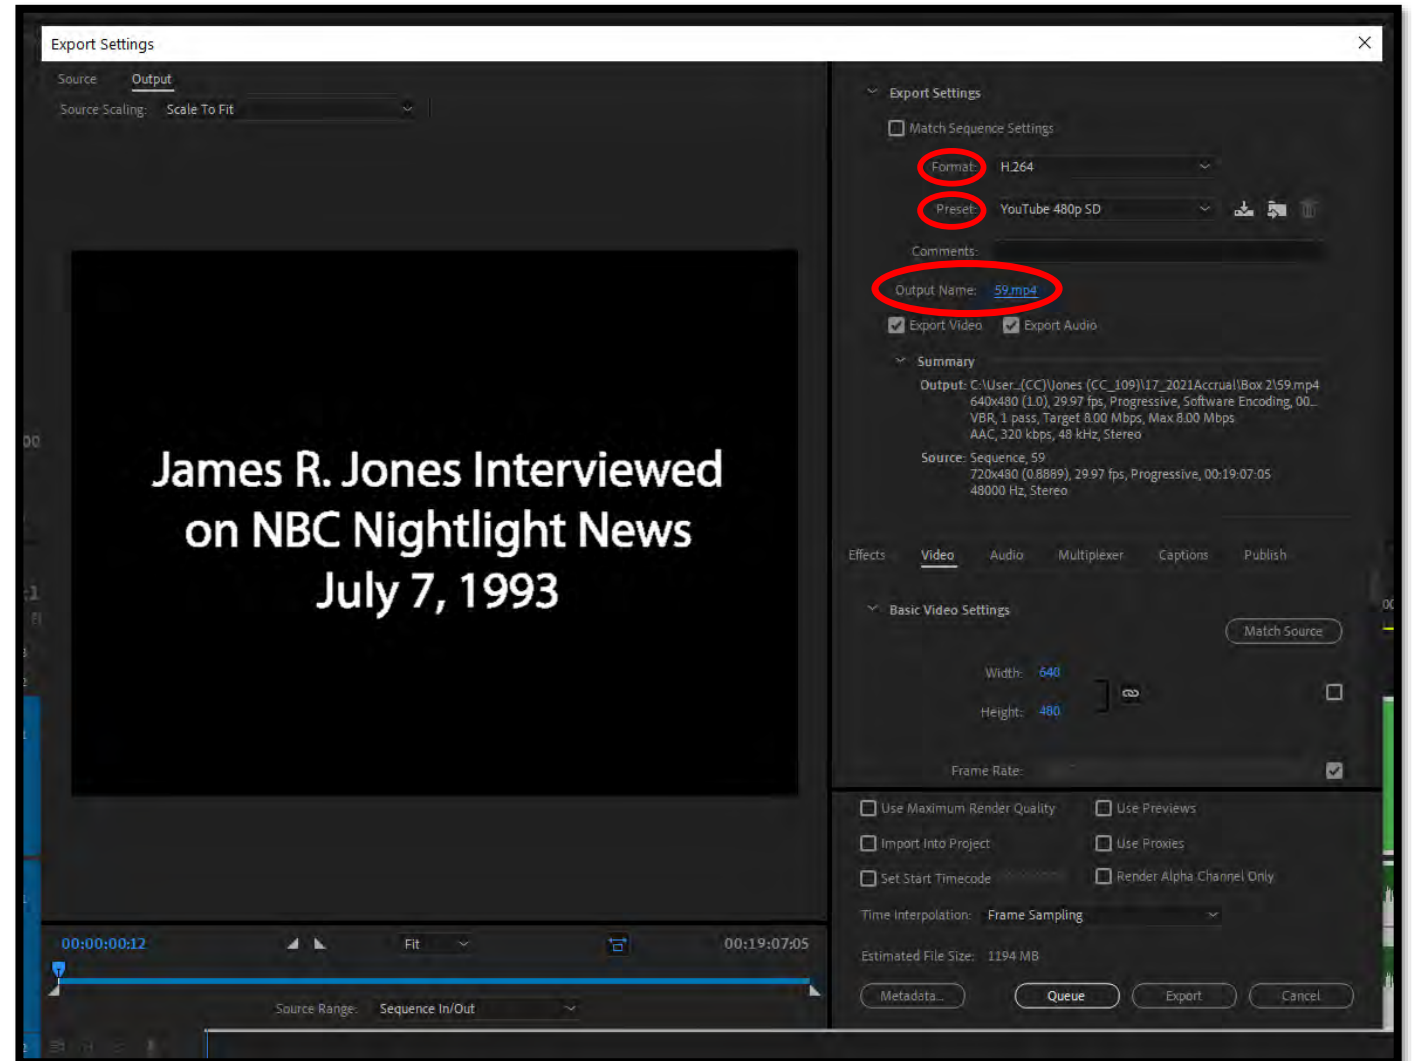 Export Settings
Source Output
Source Scaling: Scale To Fit
James R. Jones Interviewed
on NBC Nightlight News
July 7, 1993
00:00:00:12 Fit 00:19:07:05
Source Range: Sequence In/Out
Export Settings
Match Sequence Settings
Format: H.264
Preset: YouTube 480p SD
Comments:
Output Name: 59.mp4
Export Video Export Audio
Summary
Output: C:\User_(CC)\Jones (CC_109)\17_2021Accrual\Box 2\59.mp4
640x480 (1.0), 29.97 fps, Progressive, Software Encoding, 00...
VBR, 1 pass, Target 8.00 Mbps, Max 8.00 Mbps
AAC, 320 kbps, 48 kHz, Stereo
Source: Sequence, 59
720x480 (0.8889), 29.97 fps, Progressive, 00:19:07:05
48000 Hz, Stereo
Effects Video Audio Multiplexer Captions Publish
Basic Video Settings
Match Source
Width: 640
Height: 480
Frame Rate:
Use Maximum Render Quality Use Previews
Import Into Project Use Proxies
Set Start Timecode Render Alpha Channel Only
Time Interpolation: Frame Sampling
Estimated File Size: 1194 MB
Metadata... Queue Export Cancel